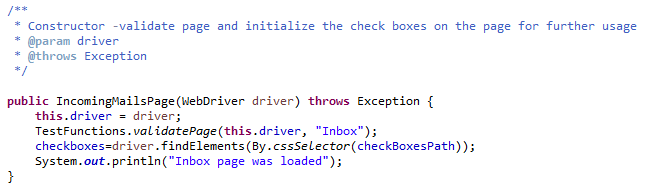 /**
 * Constructor -validate page and initialize the check boxes on the page for further usage
 * @param driver
 * @throws Exception
 */
public IncomingMailsPage(WebDriver driver) throws Exception {
    this.driver = driver;
    TestFunctions.validatePage(this.driver, "Inbox");
    checkboxes=driver.findElements(By.cssSelector(checkBoxesPath));
    System.out.println("Inbox page was loaded");
}